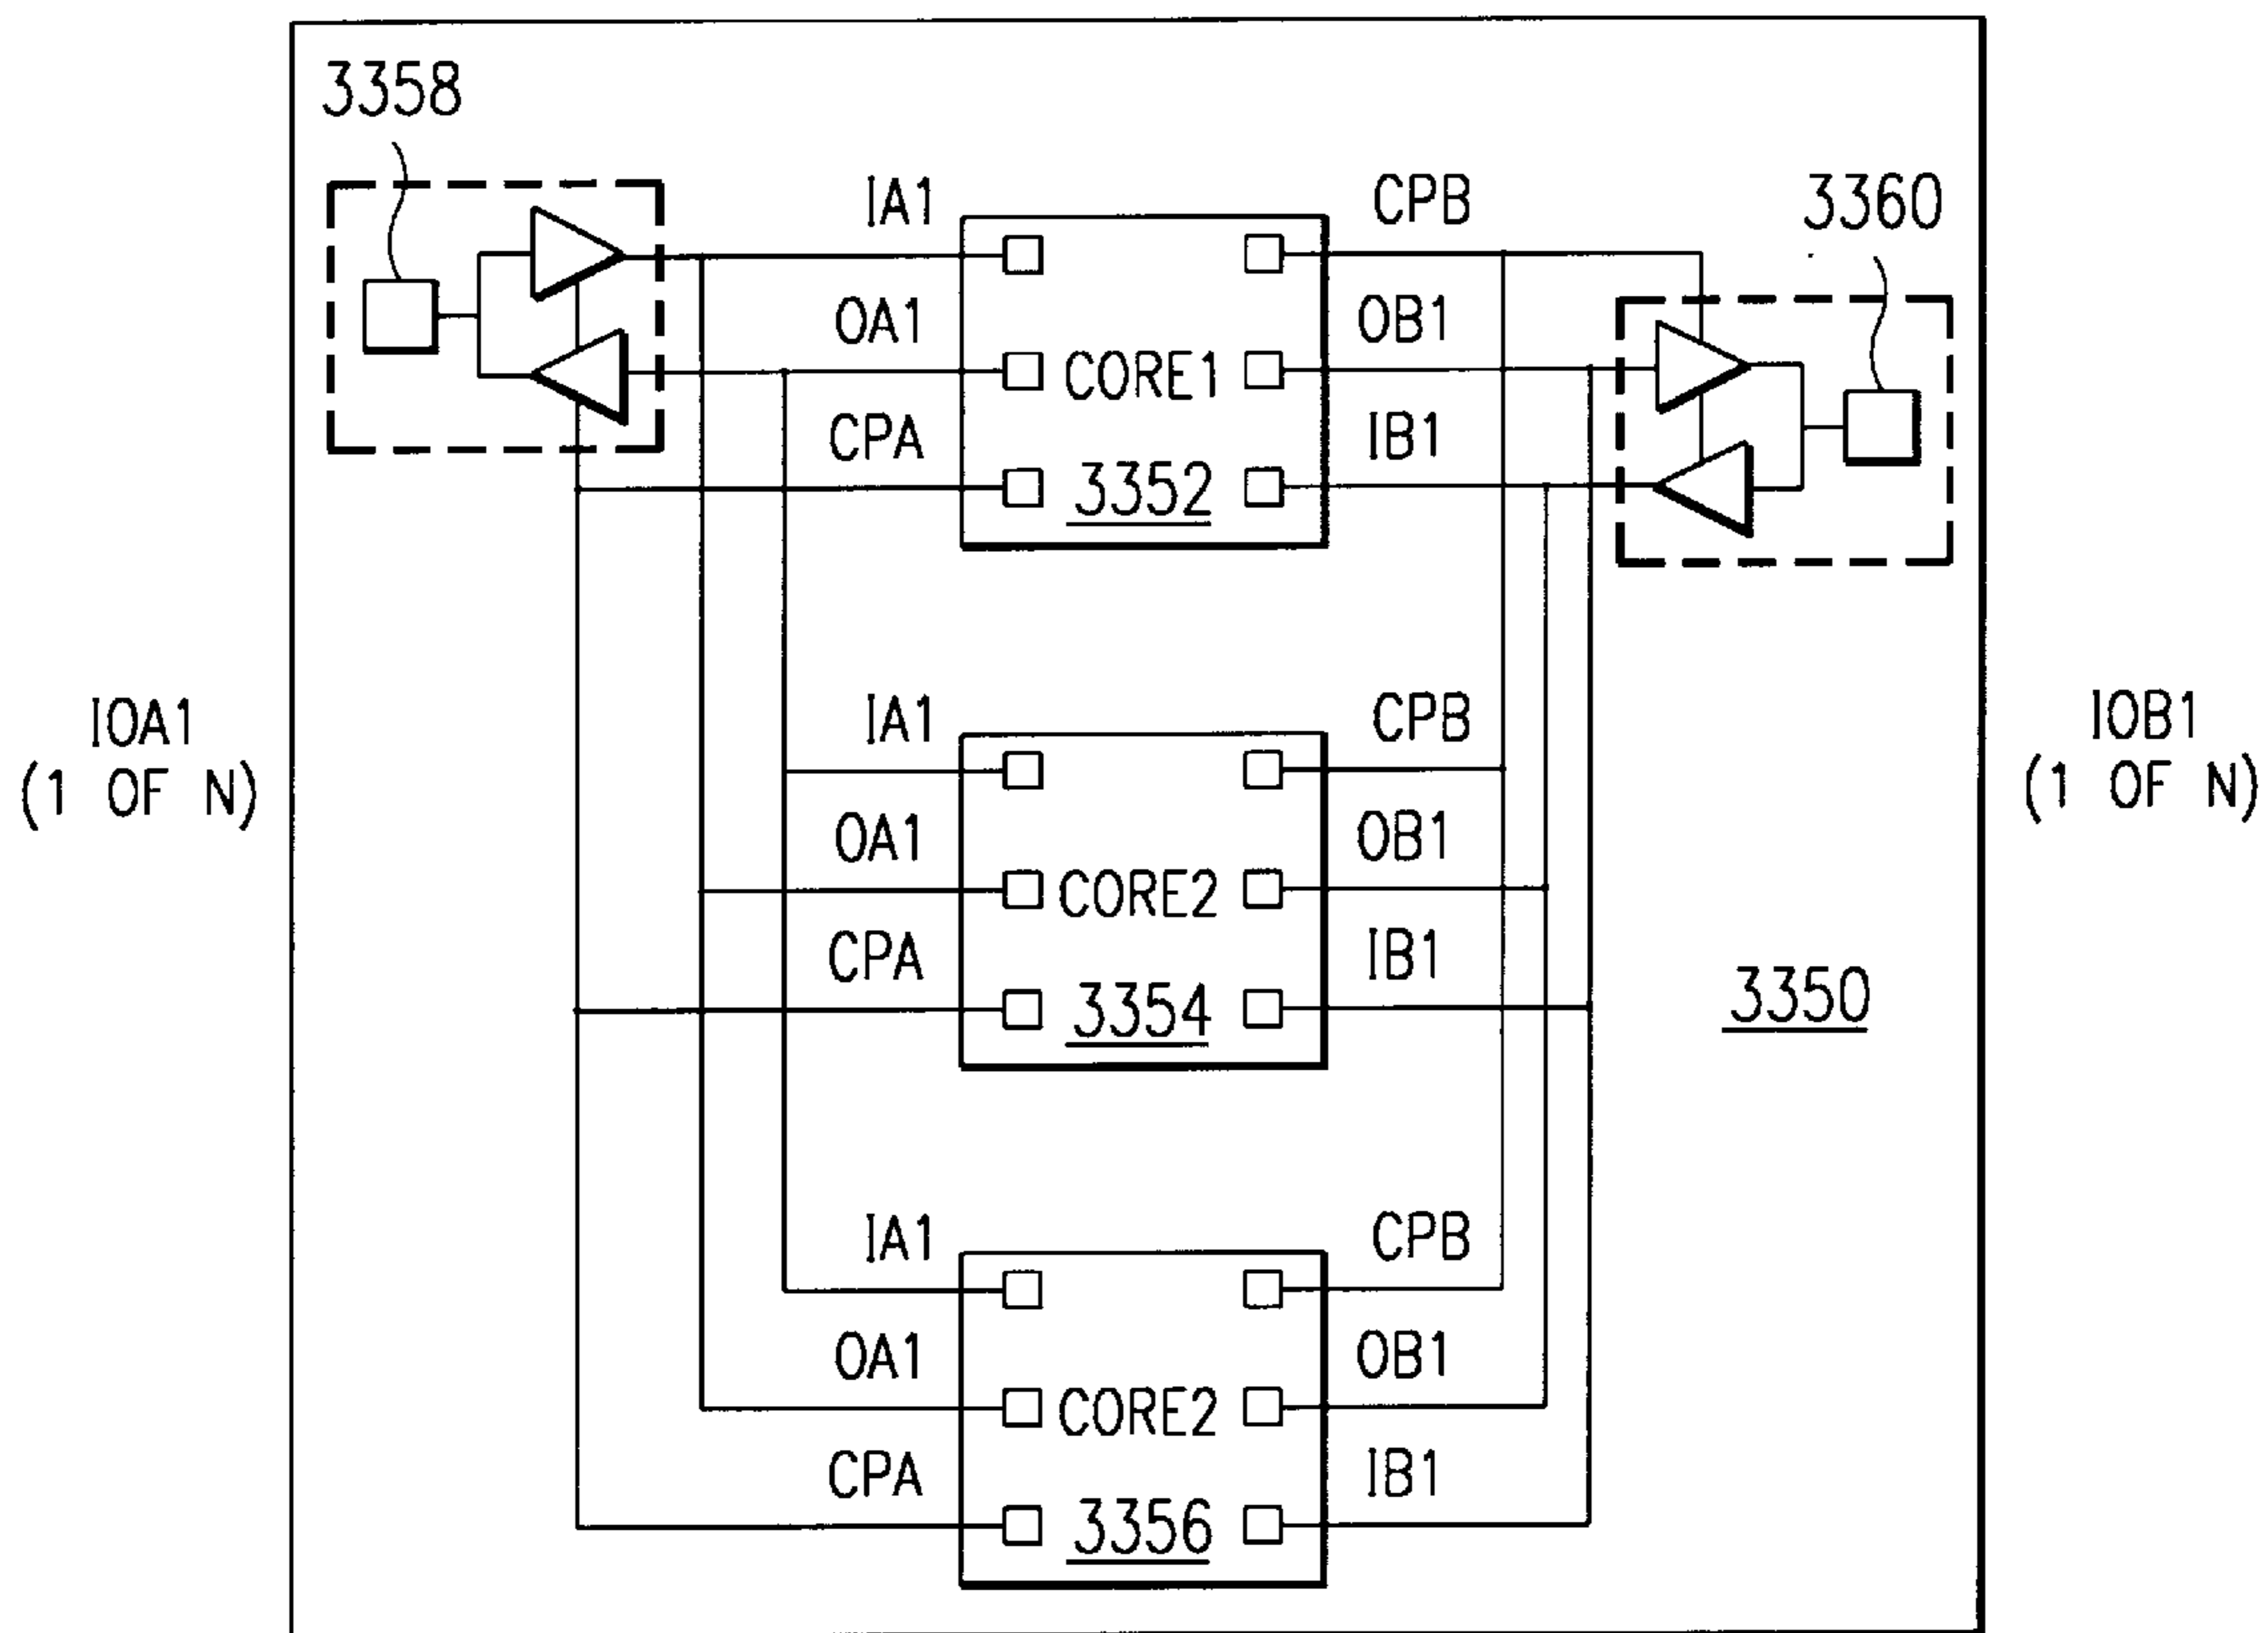 3358
IA1
CPB
3360
OA1
OB1
CORE1
CPA
IB1
3352
IOA1
(1 OF N)
IA1
CPB
IOB1
(1 OF N)
OA1
OB1
CORE2
CPA
IB1
3354
3350
IA1
CPB
OA1
OB1
CORE2
CPA
IB1
3356